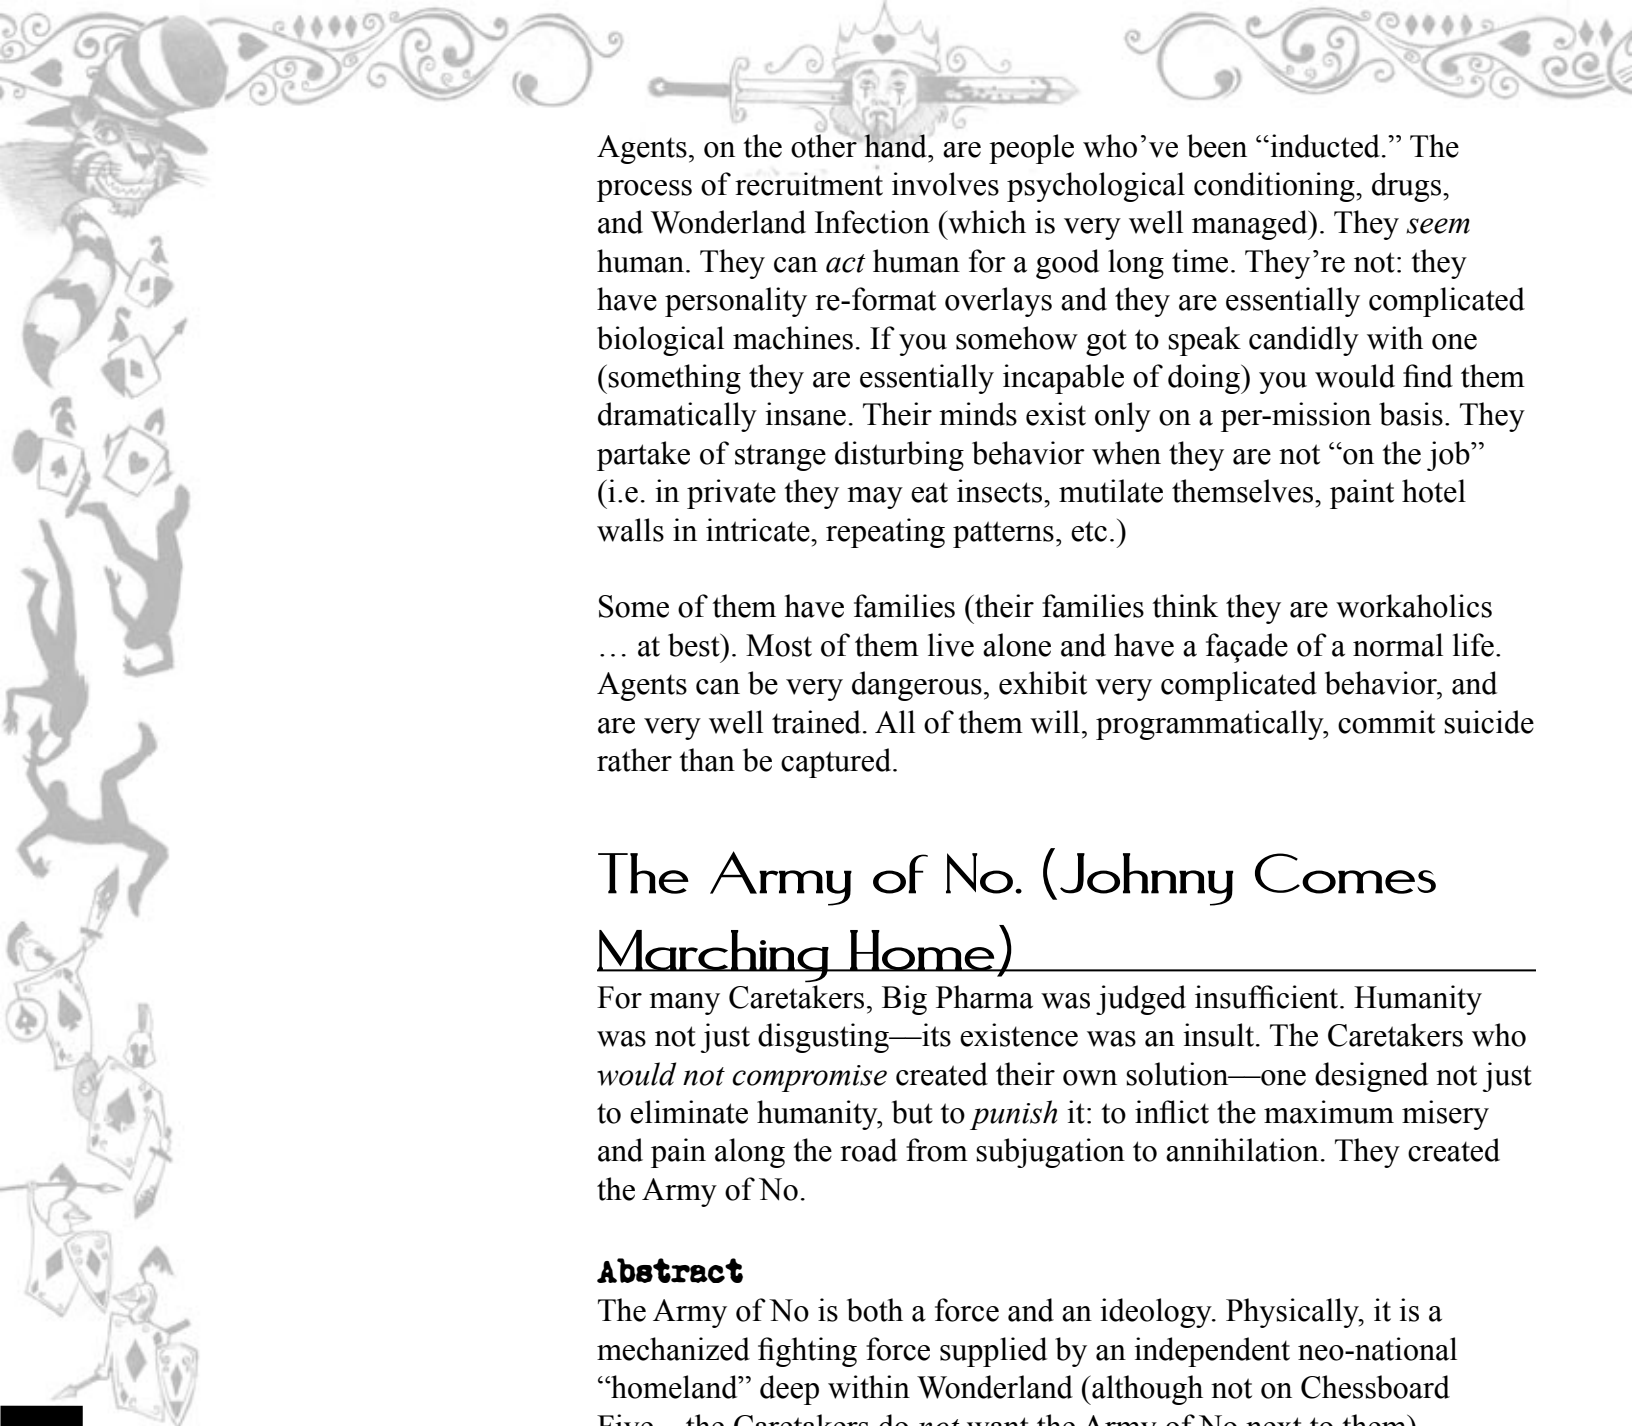 Agents, on the other hand, are people who’ve been “inducted.” The
process of recruitment involves psychological conditioning, drugs,
and Wonderland Infection (which is very well managed). They seem
human. They can act human for a good long time. They’re not: they
have personality re-format overlays and they are essentially complicated
biological machines. If you somehow got to speak candidly with one
(something they are essentially incapable of doing) you would find them
dramatically insane. Their minds exist only on a per-mission basis. They
partake of strange disturbing behavior when they are not “on the job”
(i.e. in private they may eat insects, mutilate themselves, paint hotel
walls in intricate, repeating patterns, etc.)
Some of them have families (their families think they are workaholics
… at best). Most of them live alone and have a façade of a normal life.
Agents can be very dangerous, exhibit very complicated behavior, and
are very well trained. All of them will, programmatically, commit suicide
rather than be captured.
The Army of No. (Johnny Comes
Marching Home)
For many Caretakers, Big Pharma was judged insufficient. Humanity
was not just disgusting—its existence was an insult. The Caretakers who
would not compromise created their own solution—one designed not just
to eliminate humanity, but to punish it: to inflict the maximum misery
and pain along the road from subjugation to annihilation. They created
the Army of No.
Abstract
The Army of No is both a force and an ideology. Physically, it is a
mechanized fighting force supplied by an independent neo-national
“homeland” deep within Wonderland (although not on Chessboard
Five—the Caretakers do not want the Army of No next to them).